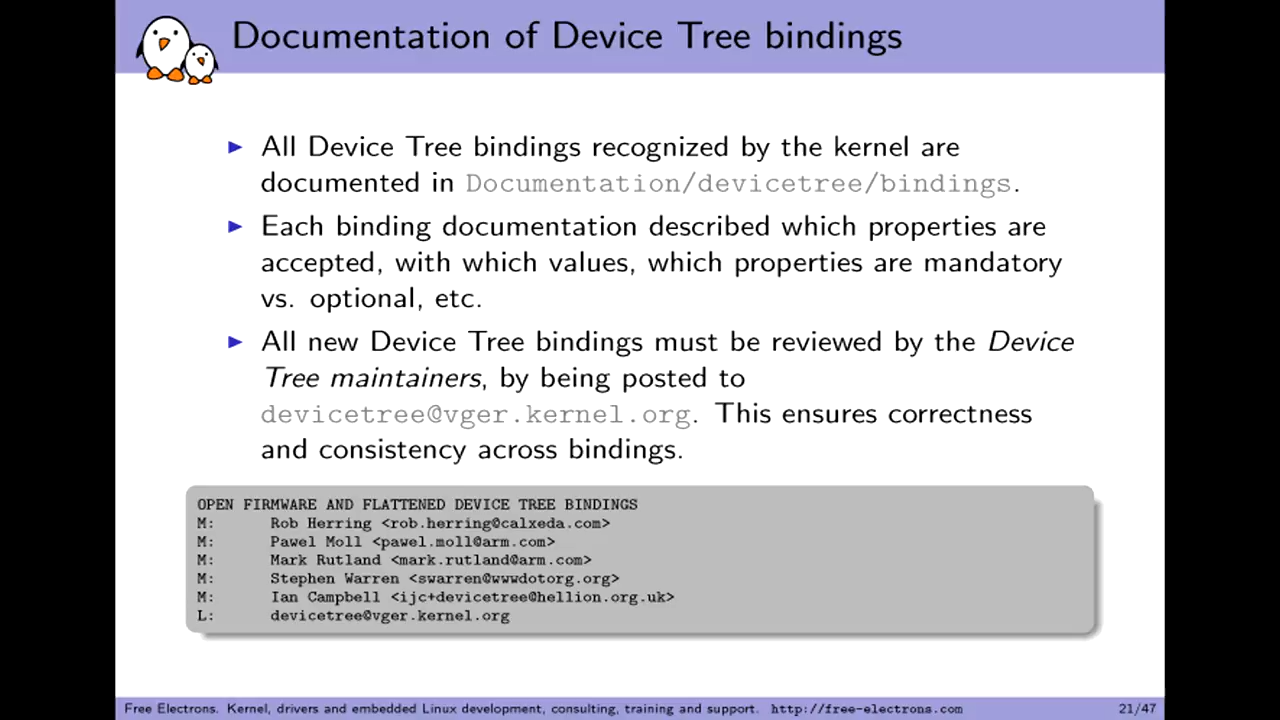 Documentation of Device Tree bindings
▶ All Device Tree bindings recognized by the kernel are
documented in Documentation/devicetree/bindings.
▶ Each binding documentation described which properties are
accepted, with which values, which properties are mandatory
vs. optional, etc.
▶ All new Device Tree bindings must be reviewed by the Device
Tree maintainers, by being posted to
devicetree@vger.kernel.org. This ensures correctness
and consistency across bindings.
OPEN FIRMWARE AND FLATTENED DEVICE TREE BINDINGS
M: Rob Herring <rob.herring@calxeda.com>
M: Pawel Moll <pawel.moll@arm.com>
M: Mark Rutland <mark.rutland@arm.com>
M: Stephen Warren <swarren@wwwdotorg.org>
M: Ian Campbell <ijc+devicetree@hellion.org.uk>
L: devicetree@vger.kernel.org
Free Electrons. Kernel, drivers and embedded Linux development, consulting, training and support. http://free-electrons.com 21/47